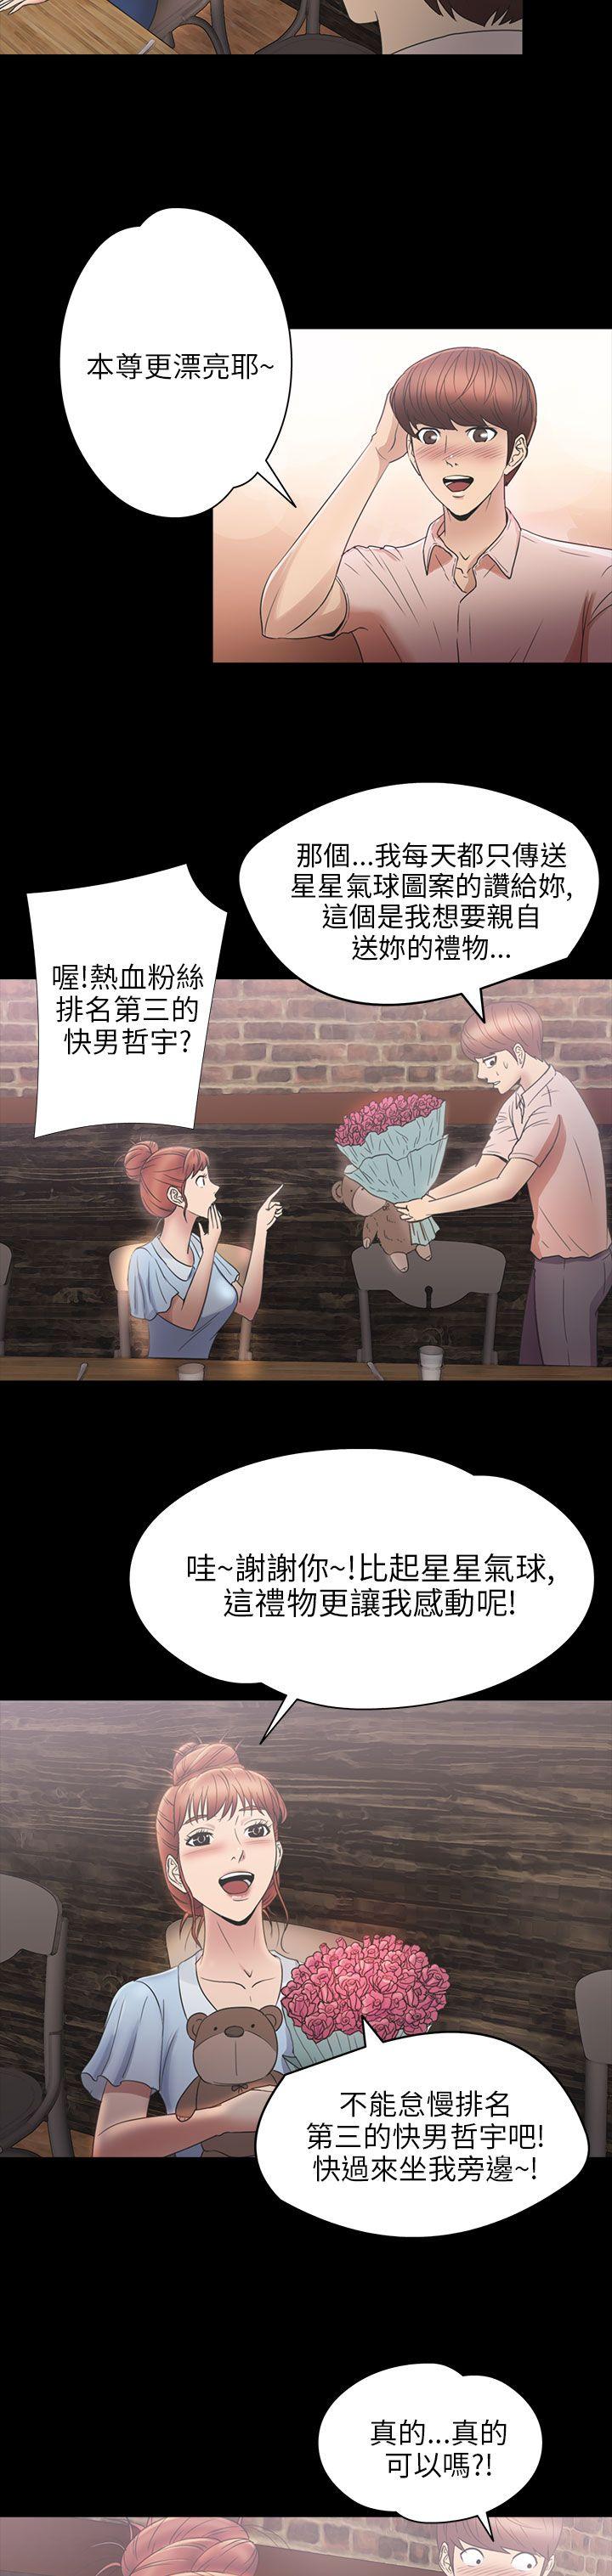 本尊更漂亮耶~
那個...我每天都只傳送
星星氣球圖案的讚給妳,
這個是我想要親自
送妳的禮物...
喔!熱血粉絲
排名第三的
快男哲宇?
哇~謝謝你~!比起星星氣球,
這禮物更讓我感動呢!
不能怠慢排名
第三的快男哲宇吧!
快過來坐我旁邊~!
真的...真的
可以嗎?!